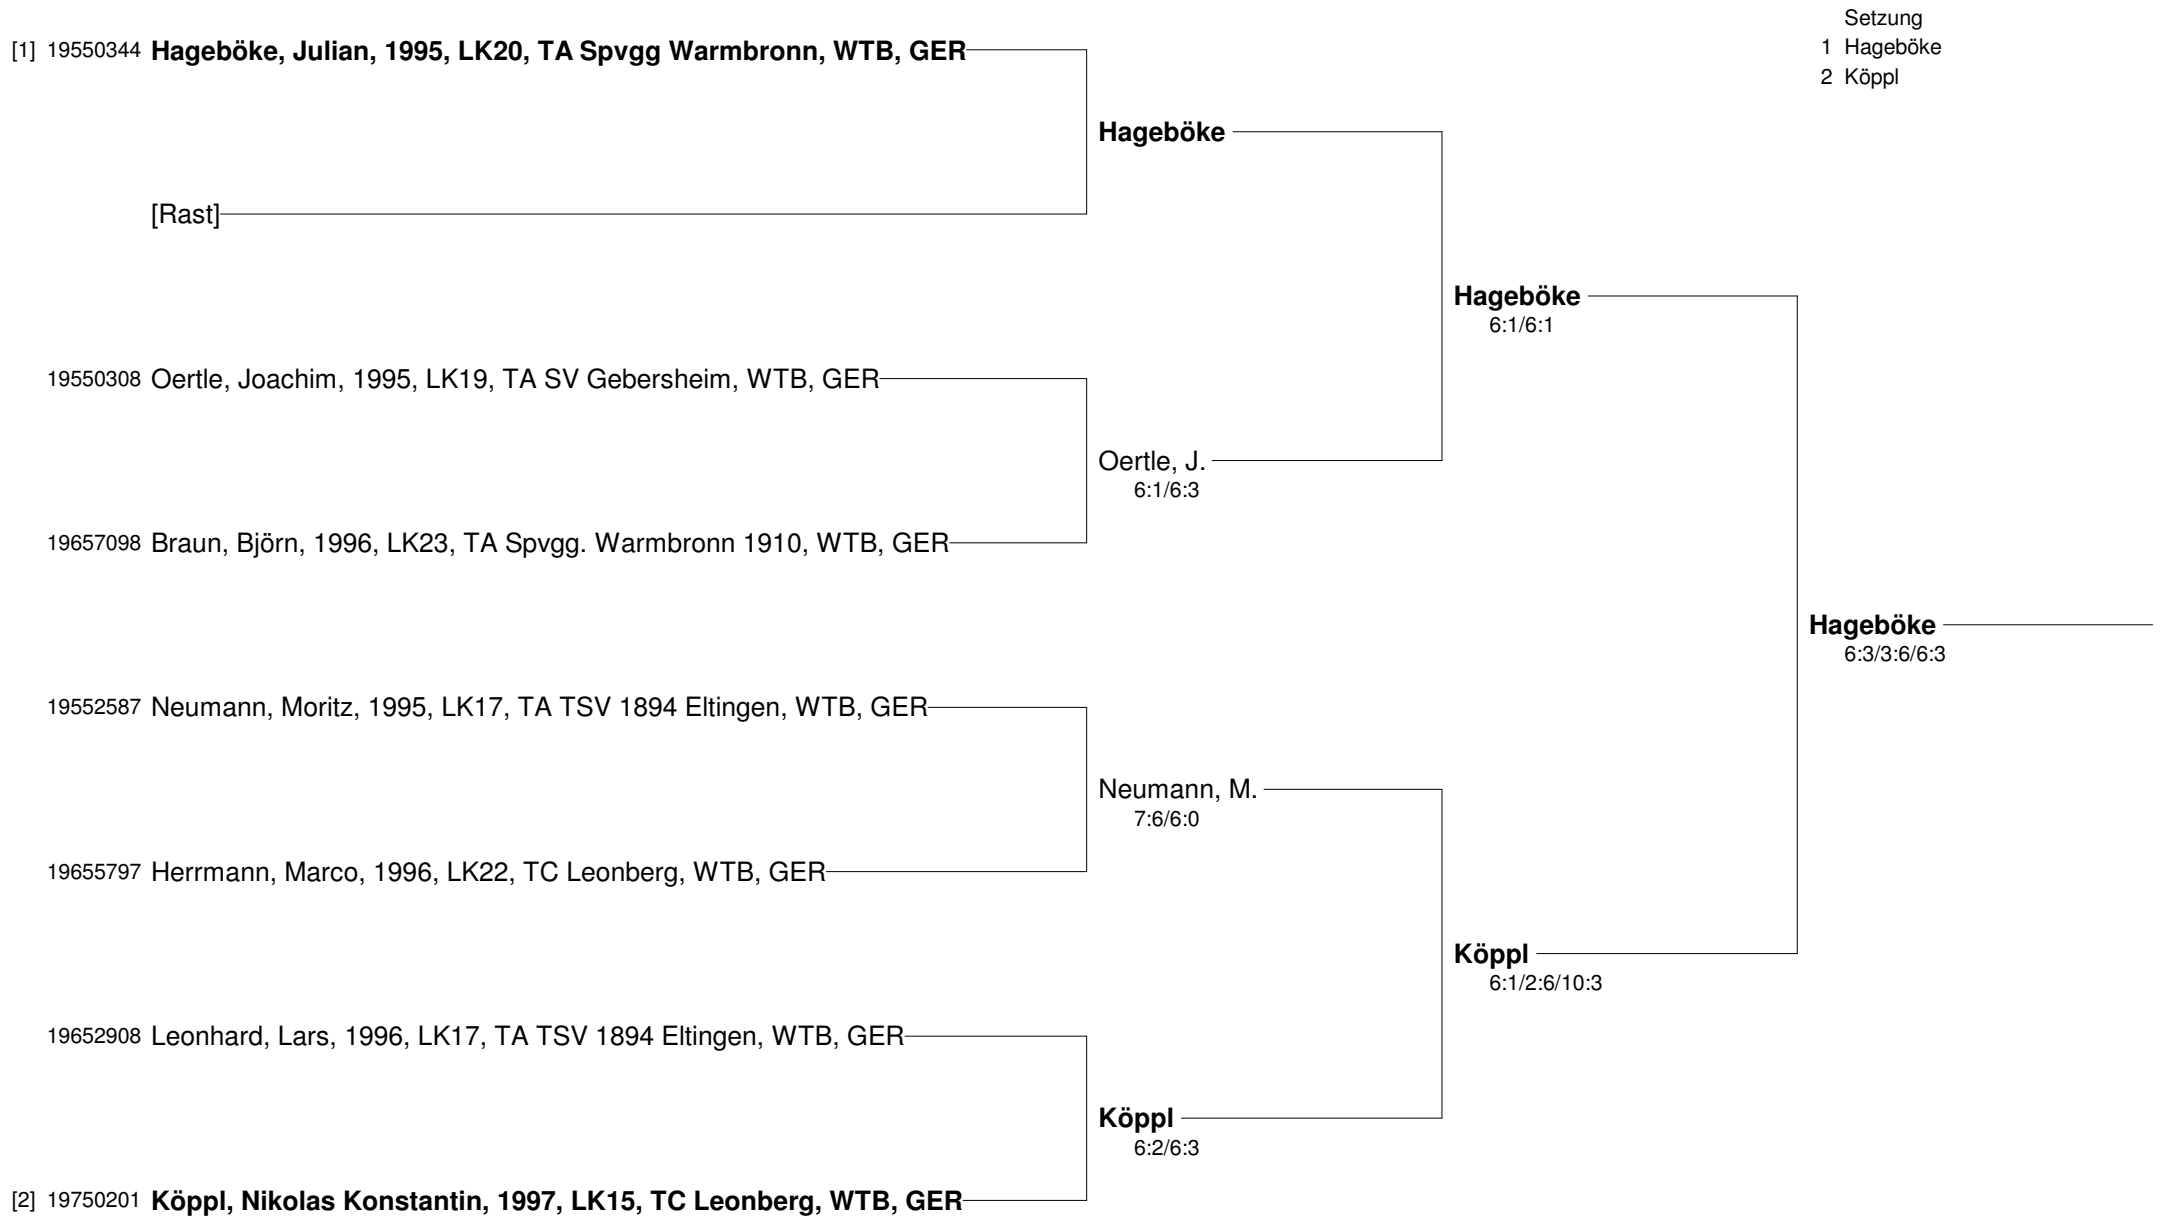 Setzung
1 Hageböke
2 Köppl
[1] 19550344 Hageböke, Julian, 1995, LK20, TA Spvgg Warmbronn, WTB, GER
Hageböke
[Rast]
Hageböke
6:1/6:1
19550308 Oertle, Joachim, 1995, LK19, TA SV Gebersheim, WTB, GER
Oertle, J.
6:1/6:3
19657098 Braun, Björn, 1996, LK23, TA Spvgg. Warmbronn 1910, WTB, GER
Hageböke
6:3/3:6/6:3
19552587 Neumann, Moritz, 1995, LK17, TA TSV 1894 Eltingen, WTB, GER
Neumann, M.
7:6/6:0
19655797 Herrmann, Marco, 1996, LK22, TC Leonberg, WTB, GER
Köppl
6:1/2:6/10:3
19652908 Leonhard, Lars, 1996, LK17, TA TSV 1894 Eltingen, WTB, GER
Köppl
6:2/6:3
[2] 19750201 Köppl, Nikolas Konstantin, 1997, LK15, TC Leonberg, WTB, GER